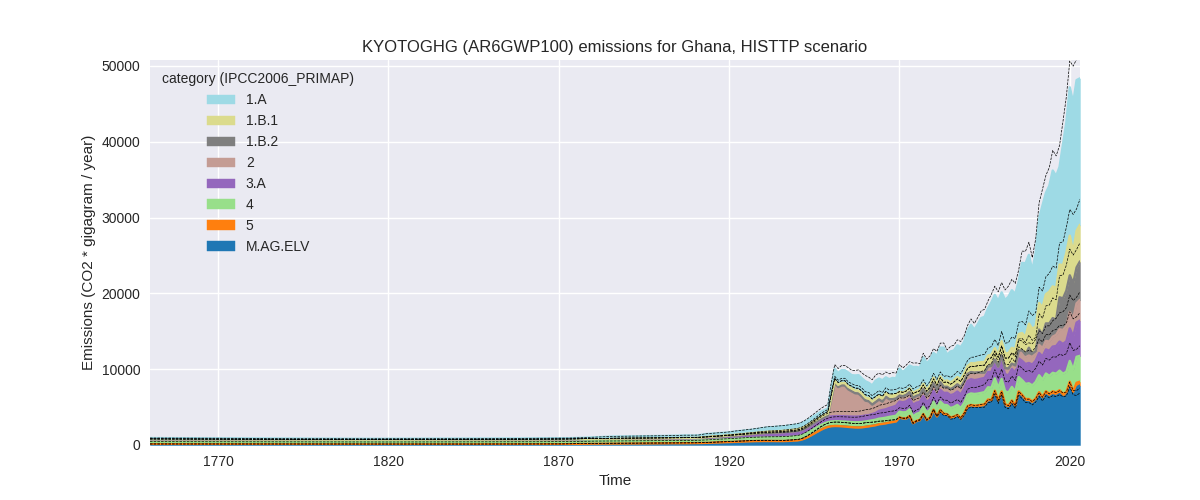 KYOTOGHG (AR6GWP100) emissions for Ghana, HISTTP scenario
50000
40000
30000
20000
10000
0
Emissions (CO2 * gigagram / year)
category (IPCC2006_PRIMAP)
1.A
1.B.1
1.B.2
2
3.A
4
5
M.AG.ELV
1770
1820
1870
1920
1970
2020
Time